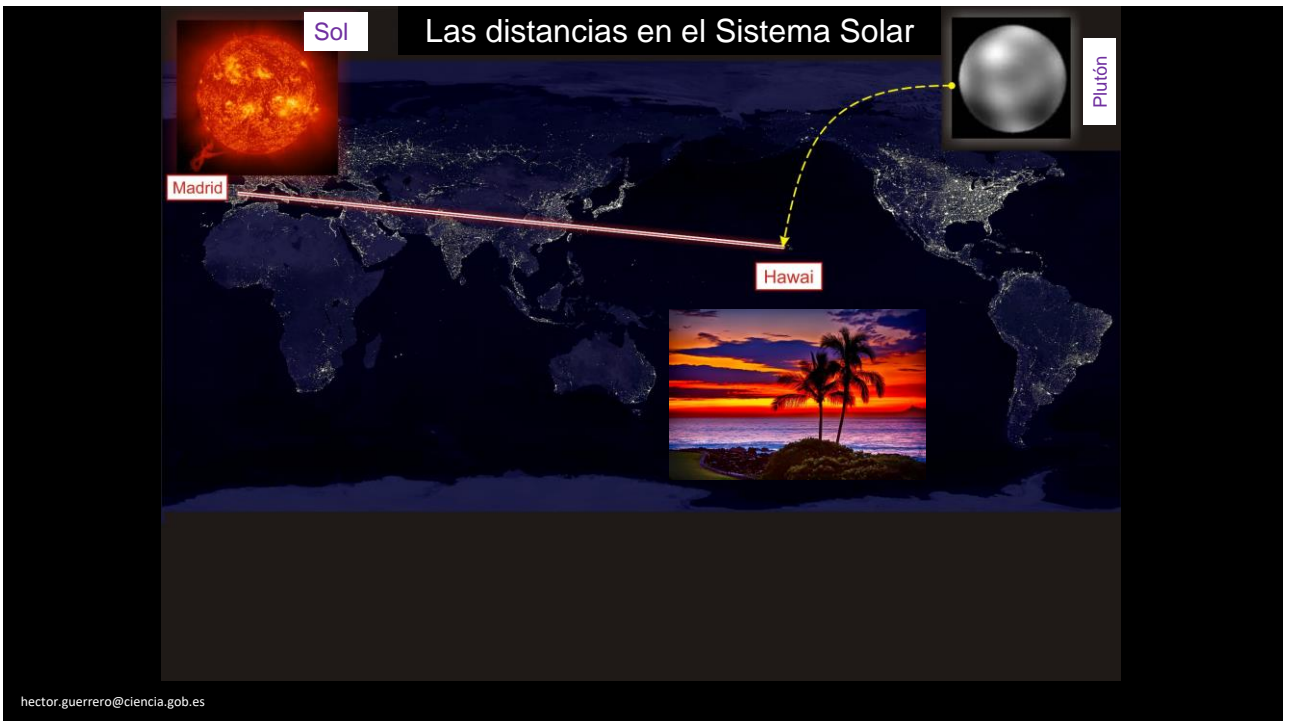 Sol
Las distancias en el Sistema Solar
Plutón
Madrid
Hawai
hector.guerrero@ciencia.gob.es